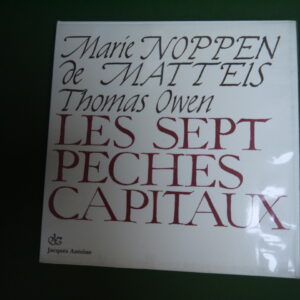 Marie NOPPEN
de MATTEIS
Thomas Owen
LES SEPT
PECHES
CAPITAUX
Jacques Antoine